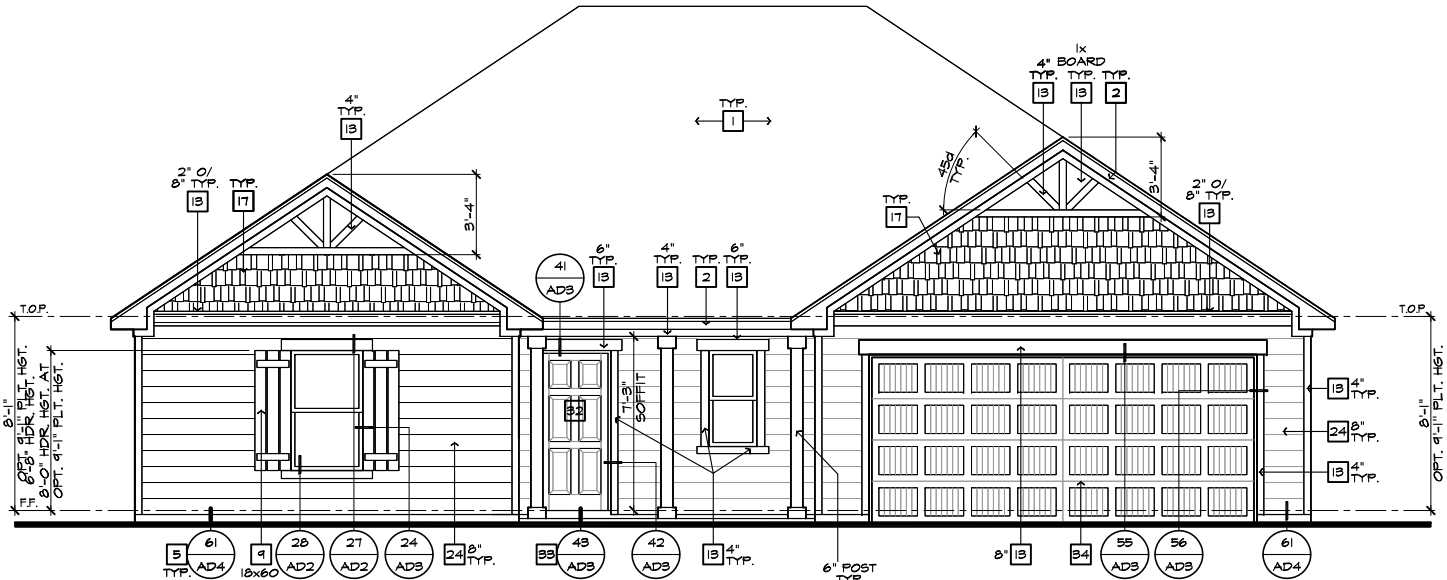 1x
BOARD
4"
TYP.
TYP.
TYP.
13
13
2
TYP.
1
4"
TYP.
13
2" O/
8" TYP.
13
TYP.
17
3'-4"
45d
TYP.
3'-4"
TYP.
17
2" O/
8" TYP.
13
41
AD3
6"
TYP.
13
4"
TYP.
13
TYP.
2
6"
TYP.
13
T.O.P.
T.O.P.
8'-1"
OPT. 9'-1" PLT. HGT.
6'-8" HDR. HGT.
8'-0" HDR. HGT. AT
OPT. 9'-1" PLT. HGT.
F.F.
32
7'-3"
SOFFIT
13
13
4"
TYP.
24
8"
TYP.
13
4"
TYP.
8'-1"
OPT. 9'-1" PLT. HGT.
5
TYP.
61
AD4
9
18x60
28
AD2
27
AD2
24
AD3
24
8"
TYP.
33
43
AD3
42
AD3
13
4"
TYP.
6" POST
TYP.
8"
13
34
55
AD3
56
AD3
61
AD4